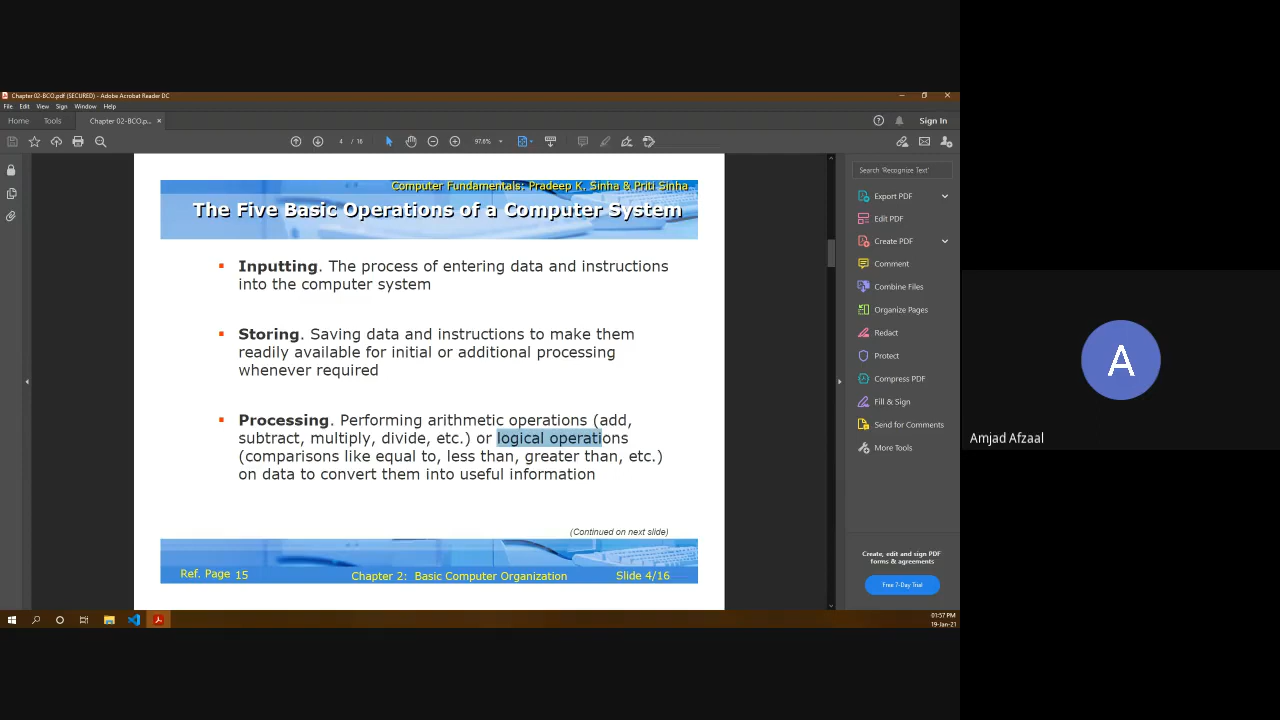 Chapter 02-BCO.pdf (SECURED) - Adobe Acrobat Reader DC
File Edit View Sign Window Help
Home Tools Chapter 02-BCO.p... × Sign In
4 / 16 97.8%
Computer Fundamentals: Pradeep K. Sinha & Priti Sinha
The Five Basic Operations of a Computer System
Inputting. The process of entering data and instructions
into the computer system
Storing. Saving data and instructions to make them
readily available for initial or additional processing
whenever required
Processing. Performing arithmetic operations (add,
subtract, multiply, divide, etc.) or logical operations
(comparisons like equal to, less than, greater than, etc.)
on data to convert them into useful information
(Continued on next slide)
Ref. Page 15 Chapter 2: Basic Computer Organization Slide 4/16
Search 'Recognize Text'
Export PDF
Edit PDF
Create PDF
Comment
Combine Files
Organize Pages
Redact
Protect
Compress PDF
Fill & Sign
Send for Comments
More Tools
Create, edit and sign PDF
forms & agreements
Free 7-Day Trial
01:57 PM
19-Jan-21
A
Amjad Afzaal